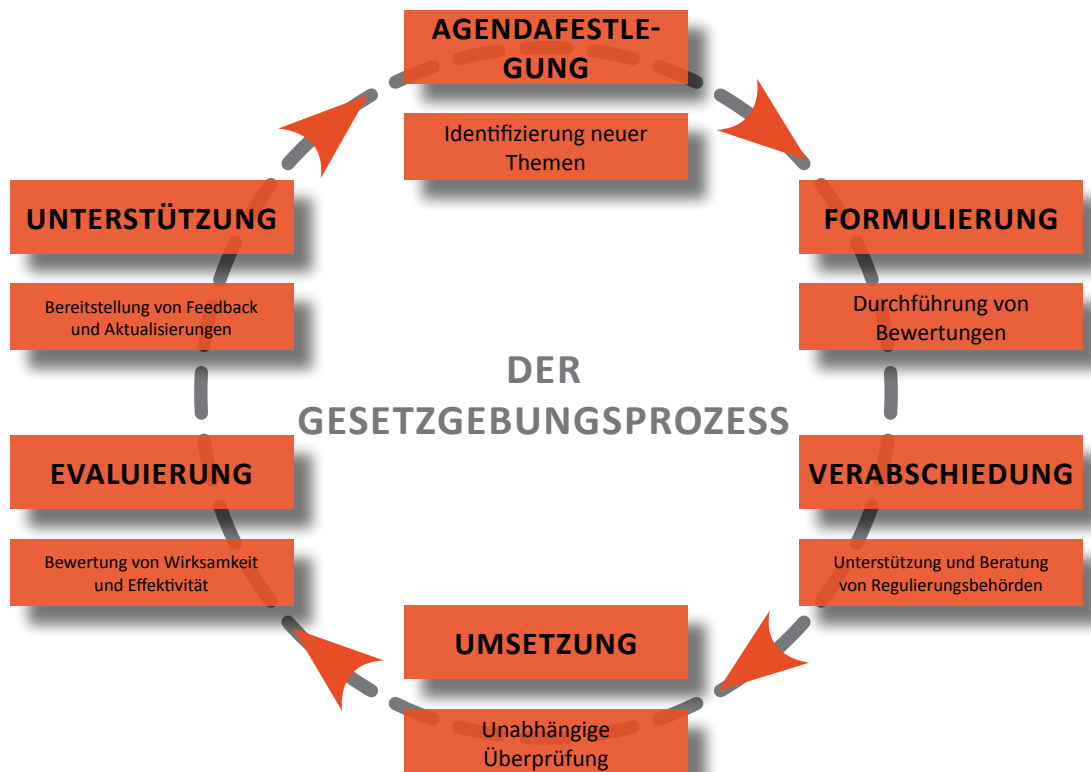 AGENDAFESTLE-
GUNG
Identifizierung neuer
Themen
FORMULIERUNG
Durchführung von
Bewertungen
VERABSCHIEDUNG
Unterstützung und Beratung
von Regulierungsbehörden
UMSETZUNG
Unabhängige
Überprüfung
EVALUIERUNG
Bewertung von Wirksamkeit
und Effektivität
UNTERSTÜTZUNG
Bereitstellung von Feedback
und Aktualisierungen
DER
GESETZGEBUNGSPROZESS